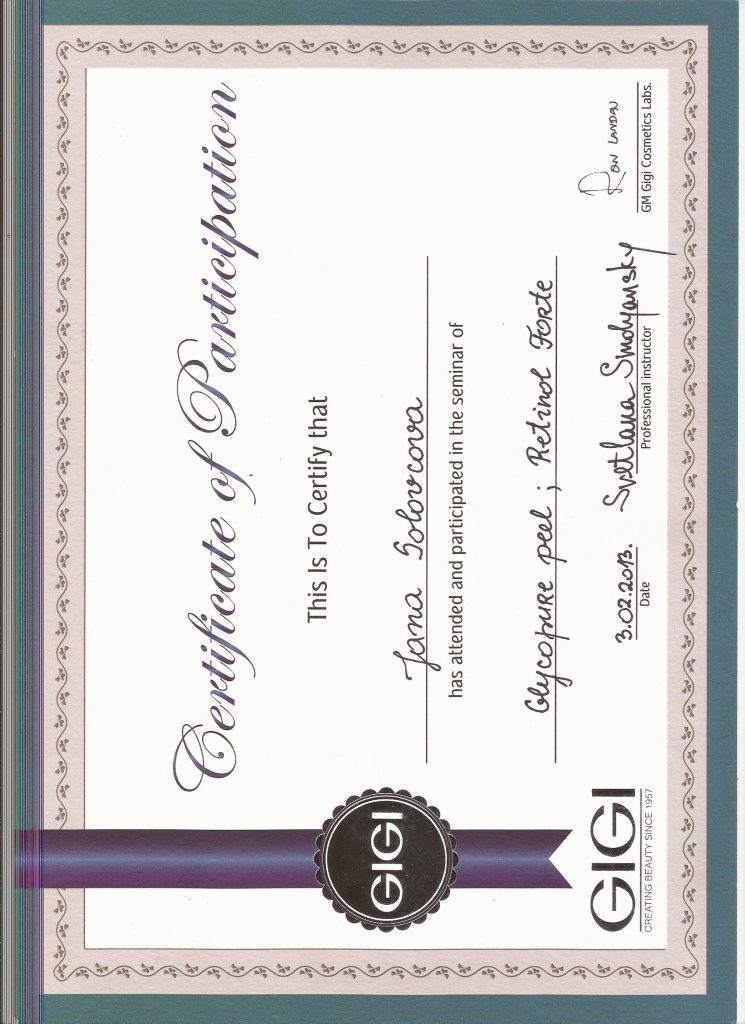 Certificate of Participation
This Is To Certify that
Jana Solovcova
has attended and participated in the seminar of
Glycopure peel ; Retinol Forte
3.02.2013. Svetlana Smolyansky Ron Landau
Date Professional instructor GM Gigi Cosmetics Labs.
GIGI
GIGI
CREATING BEAUTY SINCE 1957